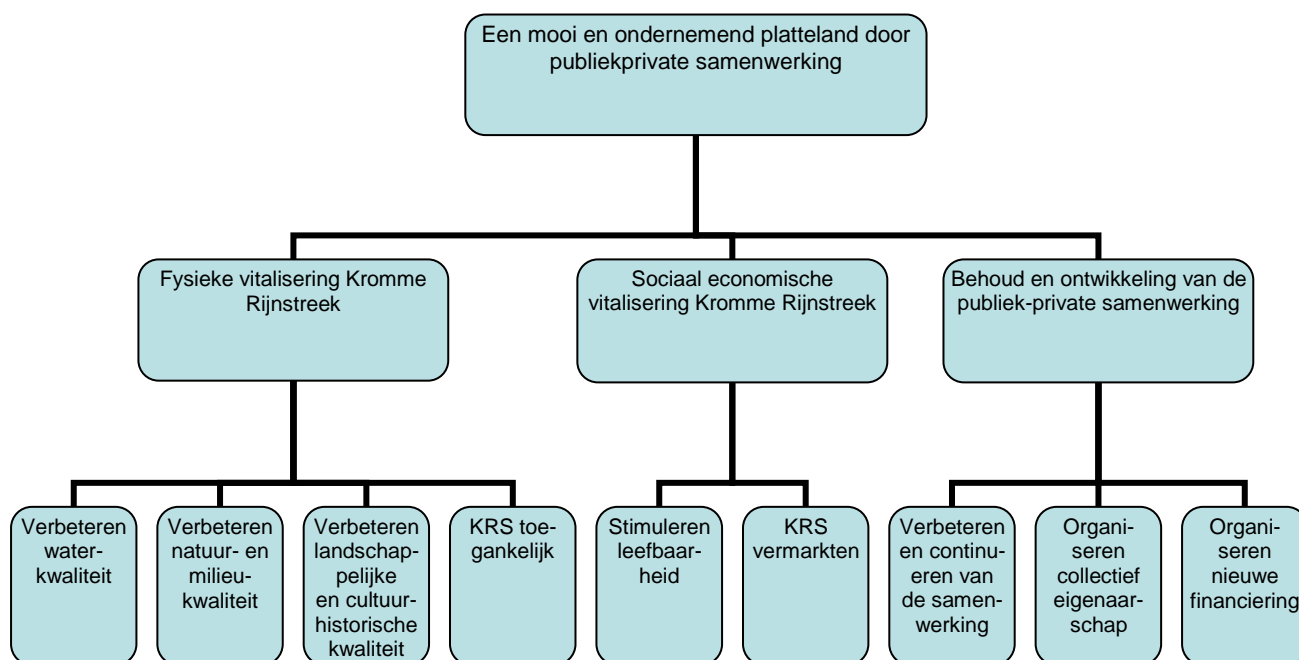 Een mooi en ondernemend platteland door
publiekprivate samenwerking
Fysieke vitalisering Kromme
Rijnstreek
Sociaal economische
vitalisering Kromme Rijnstreek
Behoud en ontwikkeling van de
publiek-private samenwerking
Verbeteren
water-
kwaliteit
Verbeteren
natuur- en
milieu-
kwaliteit
Verbeteren
landschap-
pelijke
en cultuur-
historische
kwaliteit
KRS toe-
gankelijk
Stimuleren
leefbaar-
heid
KRS
vermarkten
Verbeteren
en continu-
eren van
de samen-
werking
Organi-
seren
collectief
eigenaar-
schap
Organi-
seren
nieuwe
financiering